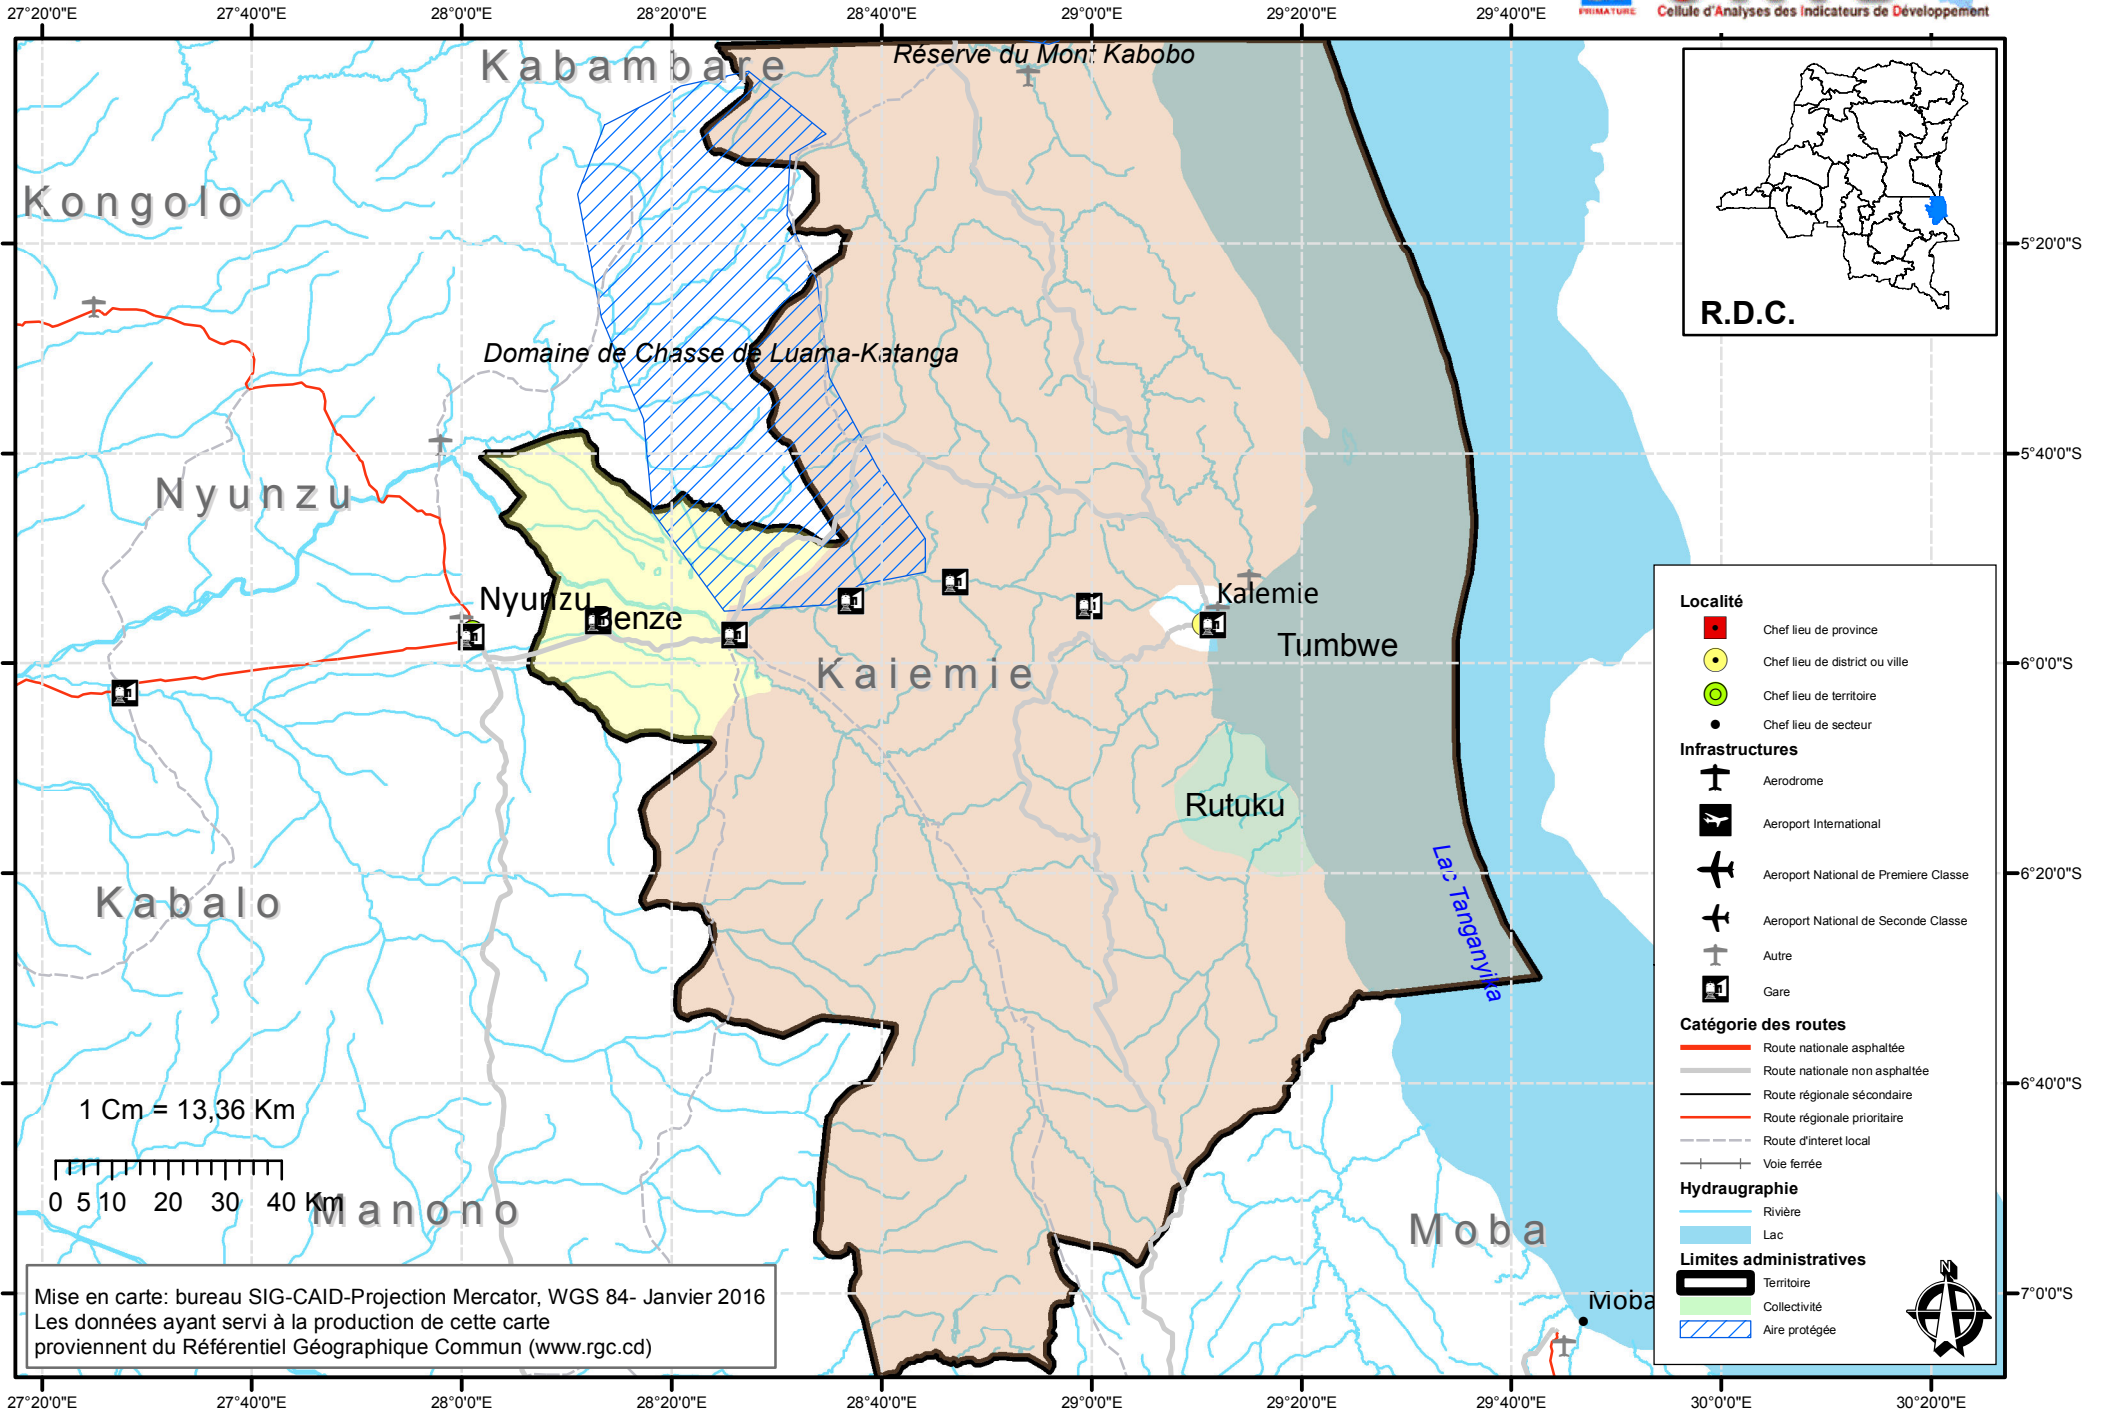 27°20'0"E 27°40'0"E 28°0'0"E 28°20'0"E 28°40'0"E 29°0'0"E 29°20'0"E 29°40'0"E
PRIMATURE
Cellule d'Analyses des Indicateurs de Développement
Kabambare
Réserve du Mont Kabobo
Kongolo
R.D.C.
5°20'0"S
Domaine de Chasse de Luama-Katanga
5°40'0"S
Nyunzu
Nyunzu
Benze
Kalemie
Tumbwe
Kalemie
6°0'0"S
Rutuku
Lac Tanganyika
6°20'0"S
Kabalo
6°40'0"S
1 Cm = 13,36 Km
0 5 10 20 30 40 Km
Manono
Moba
Moba
7°0'0"S
Localité
Chef lieu de province
Chef lieu de district ou ville
Chef lieu de territoire
Chef lieu de secteur
Infrastructures
Aerodrome
Aeroport International
Aeroport National de Premiere Classe
Aeroport National de Seconde Classe
Autre
Gare
Catégorie des routes
Route nationale asphaltée
Route nationale non asphaltée
Route régionale sécondaire
Route régionale prioritaire
Route d'interet local
Voie ferrée
Hydraugraphie
Rivière
Lac
Limites administratives
Territoire
Collectivité
Aire protégée
N
Mise en carte: bureau SIG-CAID-Projection Mercator, WGS 84- Janvier 2016
Les données ayant servi à la production de cette carte
proviennent du Référentiel Géographique Commun (www.rgc.cd)
27°20'0"E 27°40'0"E 28°0'0"E 28°20'0"E 28°40'0"E 29°0'0"E 29°20'0"E 29°40'0"E 30°0'0"E 30°20'0"E